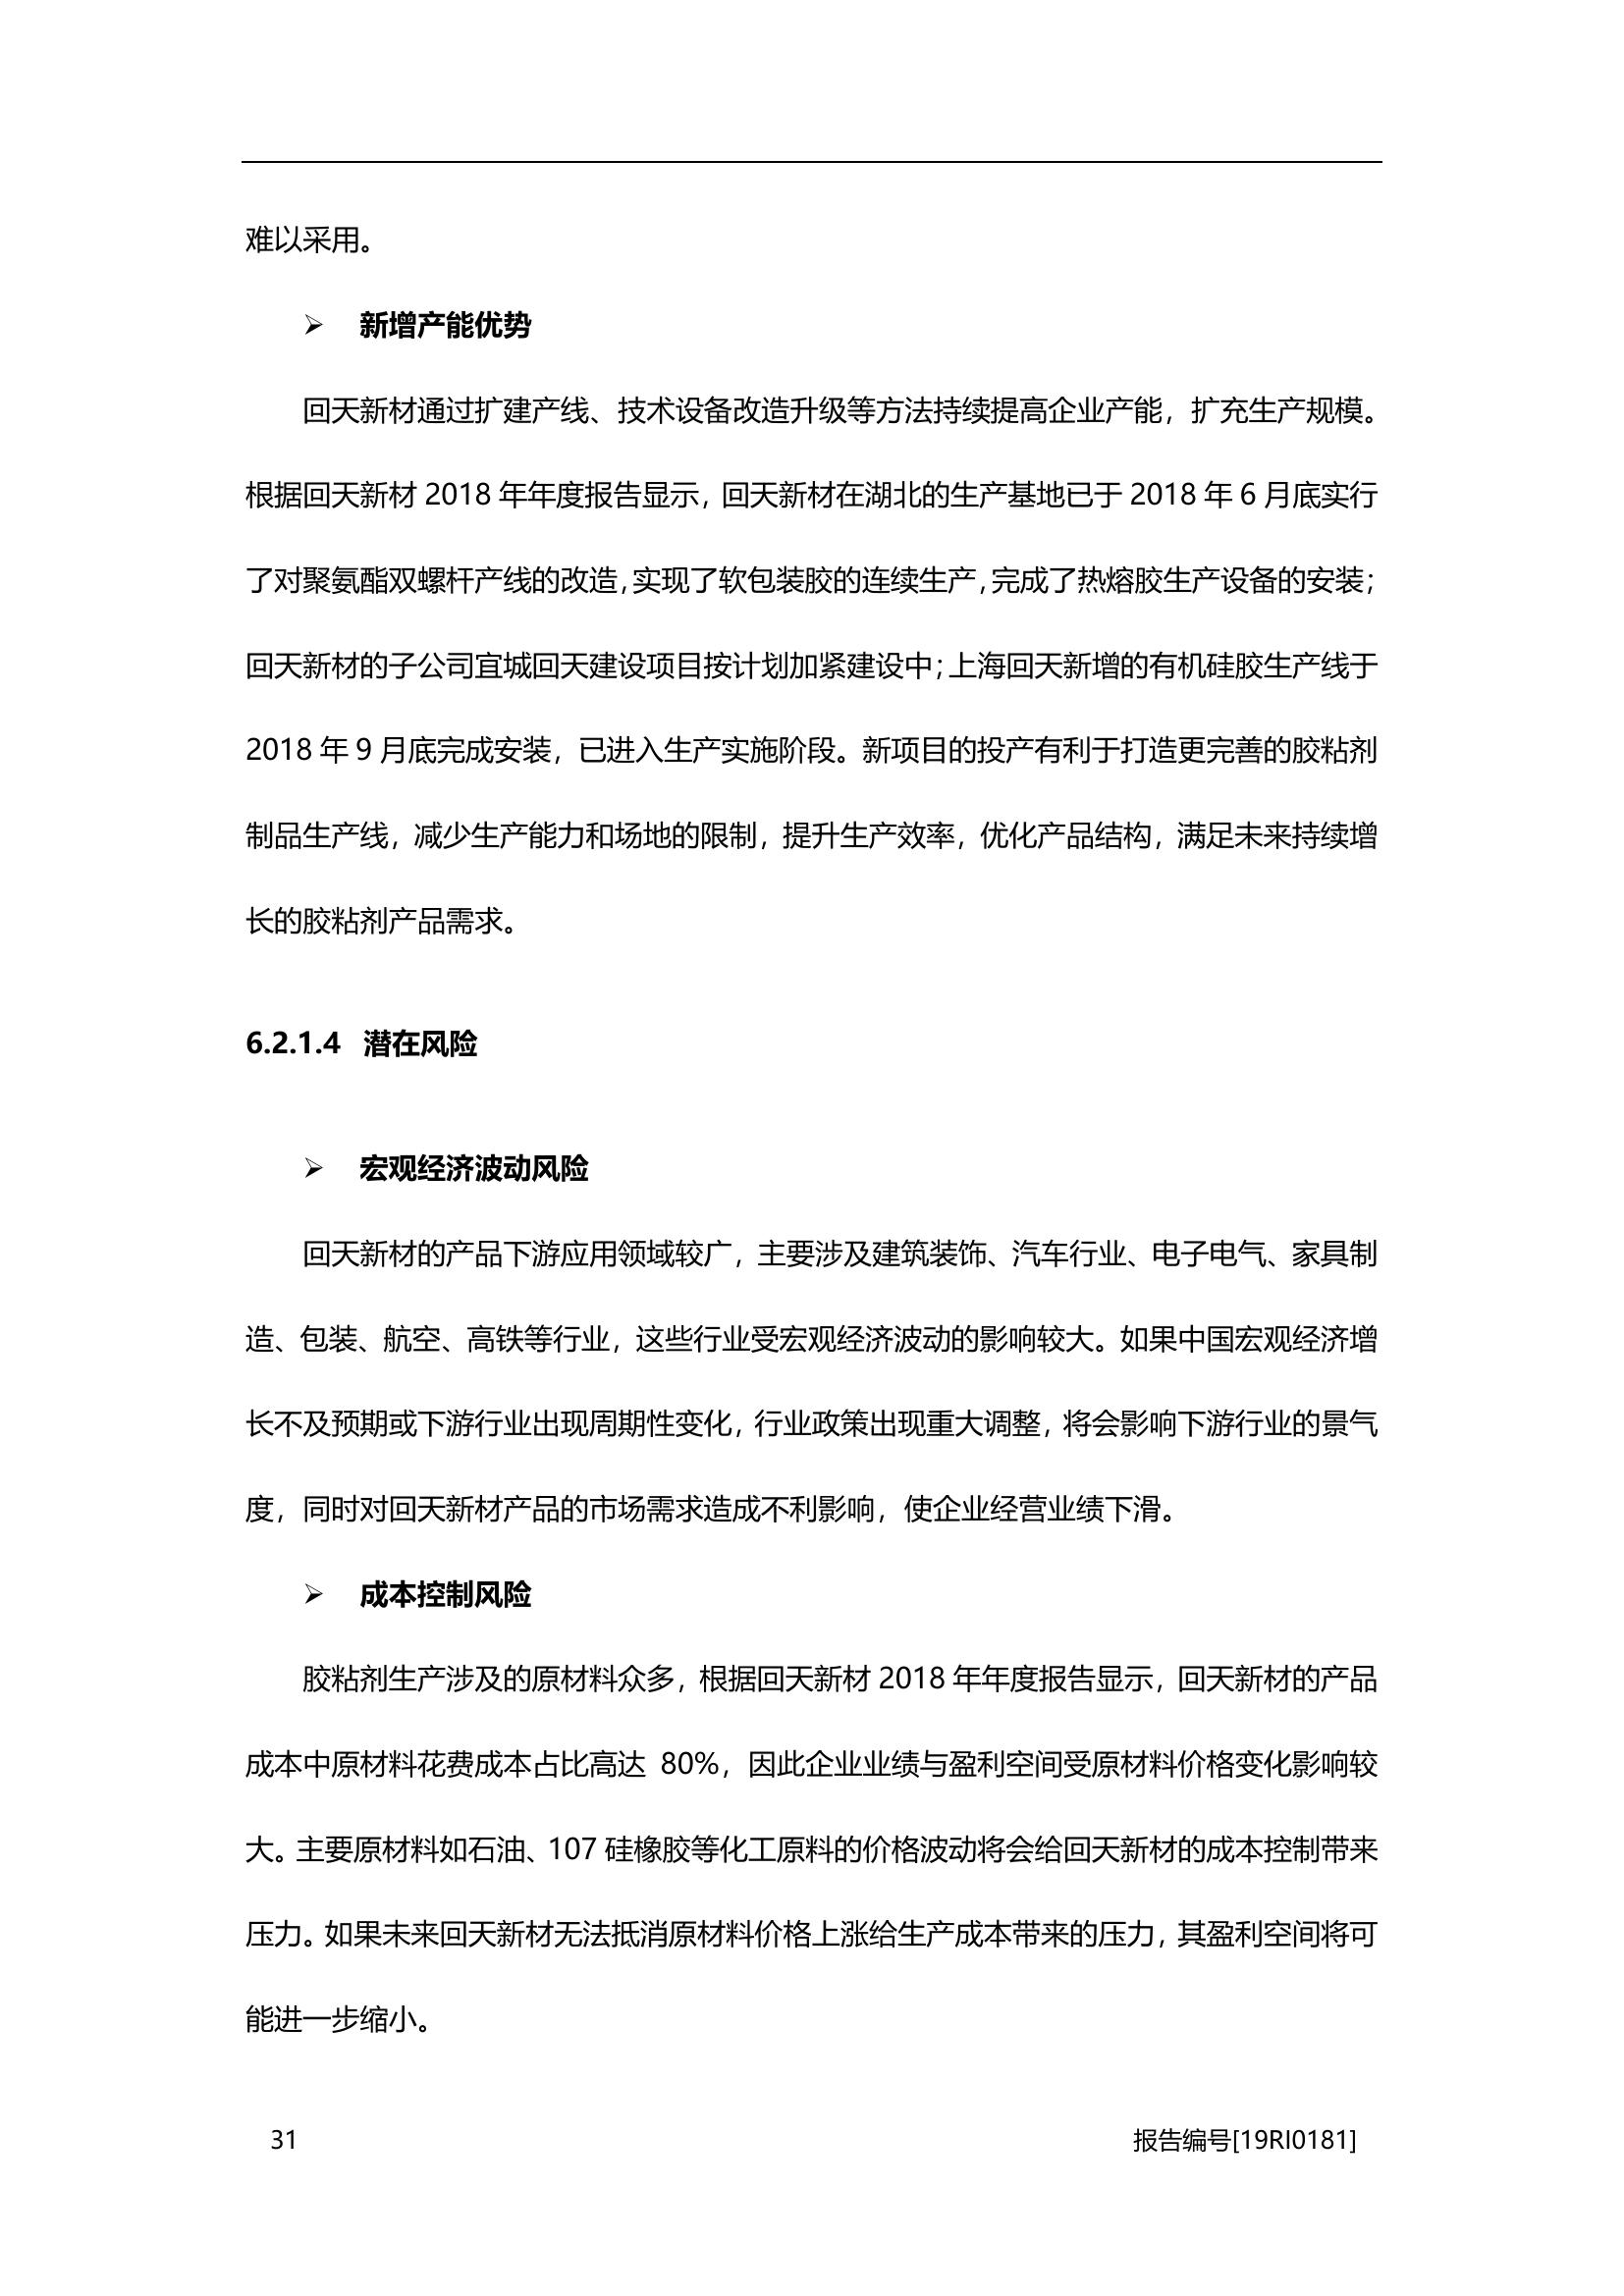 难以采用。
➢ 新增产能优势
回天新材通过扩建产线、技术设备改造升级等方法持续提高企业产能，扩充生产规模。
根据回天新材 2018 年年度报告显示，回天新材在湖北的生产基地已于 2018 年 6 月底实行
了对聚氨酯双螺杆产线的改造，实现了软包装胶的连续生产，完成了热熔胶生产设备的安装；
回天新材的子公司宜城回天建设项目按计划加紧建设中；上海回天新增的有机硅胶生产线于
2018 年 9 月底完成安装，已进入生产实施阶段。新项目的投产有利于打造更完善的胶粘剂
制品生产线，减少生产能力和场地的限制，提升生产效率，优化产品结构，满足未来持续增
长的胶粘剂产品需求。
6.2.1.4 潜在风险
➢ 宏观经济波动风险
回天新材的产品下游应用领域较广，主要涉及建筑装饰、汽车行业、电子电气、家具制
造、包装、航空、高铁等行业，这些行业受宏观经济波动的影响较大。如果中国宏观经济增
长不及预期或下游行业出现周期性变化，行业政策出现重大调整，将会影响下游行业的景气
度，同时对回天新材产品的市场需求造成不利影响，使企业经营业绩下滑。
➢ 成本控制风险
胶粘剂生产涉及的原材料众多，根据回天新材 2018 年年度报告显示，回天新材的产品
成本中原材料花费成本占比高达 80%，因此企业业绩与盈利空间受原材料价格变化影响较
大。主要原材料如石油、107 硅橡胶等化工原料的价格波动将会给回天新材的成本控制带来
压力。如果未来回天新材无法抵消原材料价格上涨给生产成本带来的压力，其盈利空间将可
能进一步缩小。
31 报告编号[19RI0181]